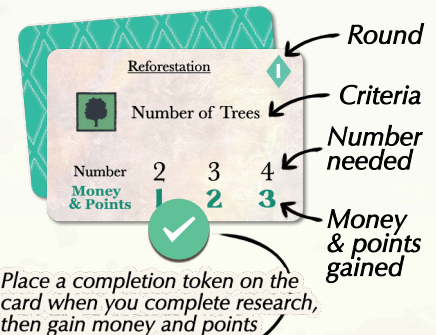 Reforestation
1
Round
Number of Trees
Criteria
Number 2 3 4
Number
needed
Money
& Points 1 2 3
Money
& points
gained
Place a completion token on the
card when you complete research,
then gain money and points